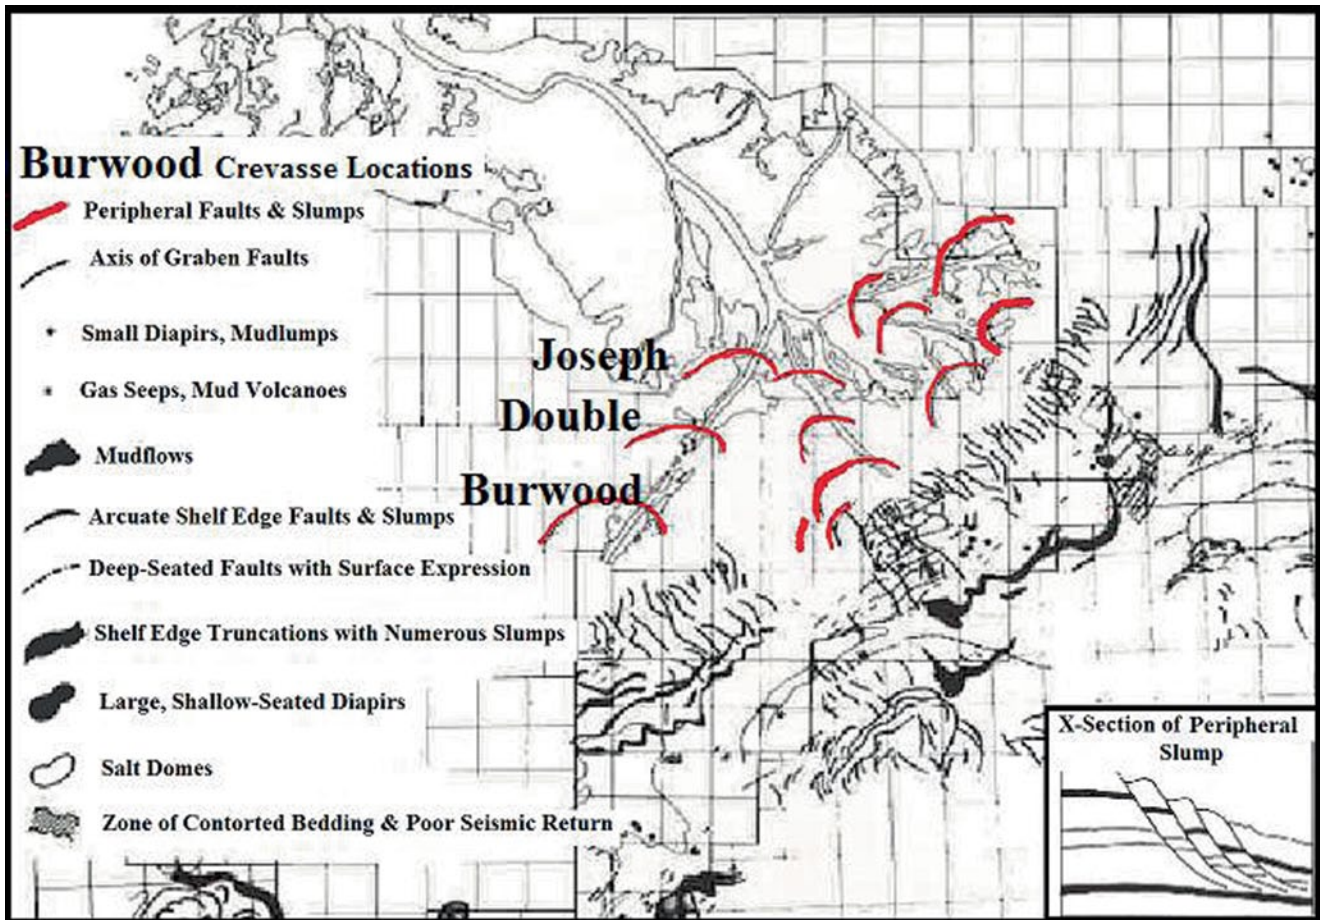 Burwood Crevasse Locations
Peripheral Faults & Slumps
Axis of Graben Faults
Small Diapirs, Mudlumps
Gas Seeps, Mud Volcanoes
Mudflows
Arcuate Shelf Edge Faults & Slumps
Deep-Seated Faults with Surface Expression
Shelf Edge Truncations with Numerous Slumps
Large, Shallow-Seated Diapirs
Salt Domes
Zone of Contorted Bedding & Poor Seismic Return
Joseph
Double
Burwood
X-Section of Peripheral
Slump